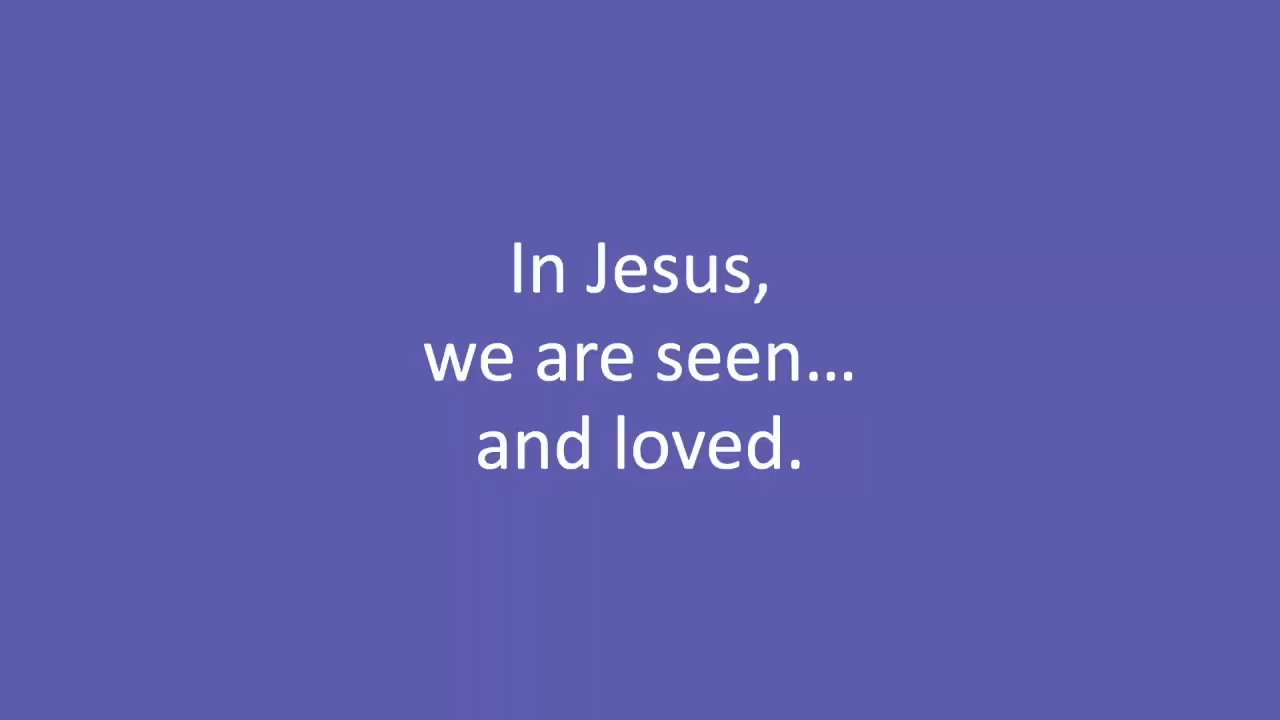 In Jesus,
we are seen…
and loved.